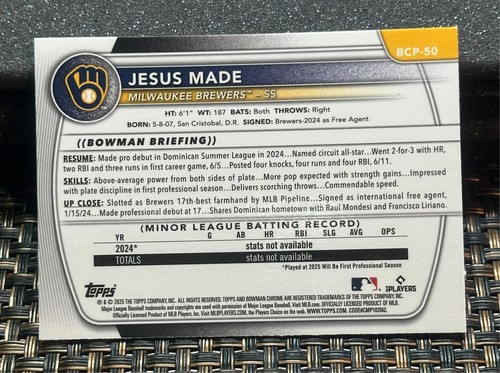 BCP-50
JESUS MADE
MILWAUKEE BREWERS™ – SS
HT: 6'1" WT: 187 BATS: Both THROWS: Right
BORN: 5-8-07, San Cristobal, D.R. SIGNED: Brewers-2024 as Free Agent
((BOWMAN BRIEFING))
RESUME: Made pro debut in Dominican Summer League in 2024...Named circuit all-star...Went 2-for-3 with HR,
two RBI and three runs in first career game, 6/5...Posted four knocks, four runs and four RBI, 6/11.
SKILLS: Above-average power from both sides of plate...More pop expected with strength gains...Impressed
with plate discipline in first professional season...Delivers scorching throws...Commendable speed.
UP CLOSE: Slotted as Brewers 17th-best farmhand by MLB Pipeline...Signed as international free agent,
1/15/24...Made professional debut at 17...Shares Dominican hometown with Raul Mondesi and Francisco Liriano.
(MINOR LEAGUE BATTING RECORD)
YR G AB HR RBI SLG AVG OPS
2024* stats not available
TOTALS stats not available
*Played at 2025 Will Be First Professional Season
Topps
PLAYERS
® & © 2025 THE TOPPS COMPANY, INC. ALL RIGHTS RESERVED. TOPPS AND BOWMAN CHROME ARE REGISTERED TRADEMARKS OF THE TOPPS COMPANY, INC.
Major League Baseball trademarks and copyrights are used with permission of Major League Baseball. Visit MLB.com. OFFICIALLY LICENSED PRODUCT OF MLB
Officially Licensed Product of MLB Players, Inc. Visit MLBPLAYERS.com, the Players Choice on the web. WWW.TOPPS.COM. CODE#CMP103562.